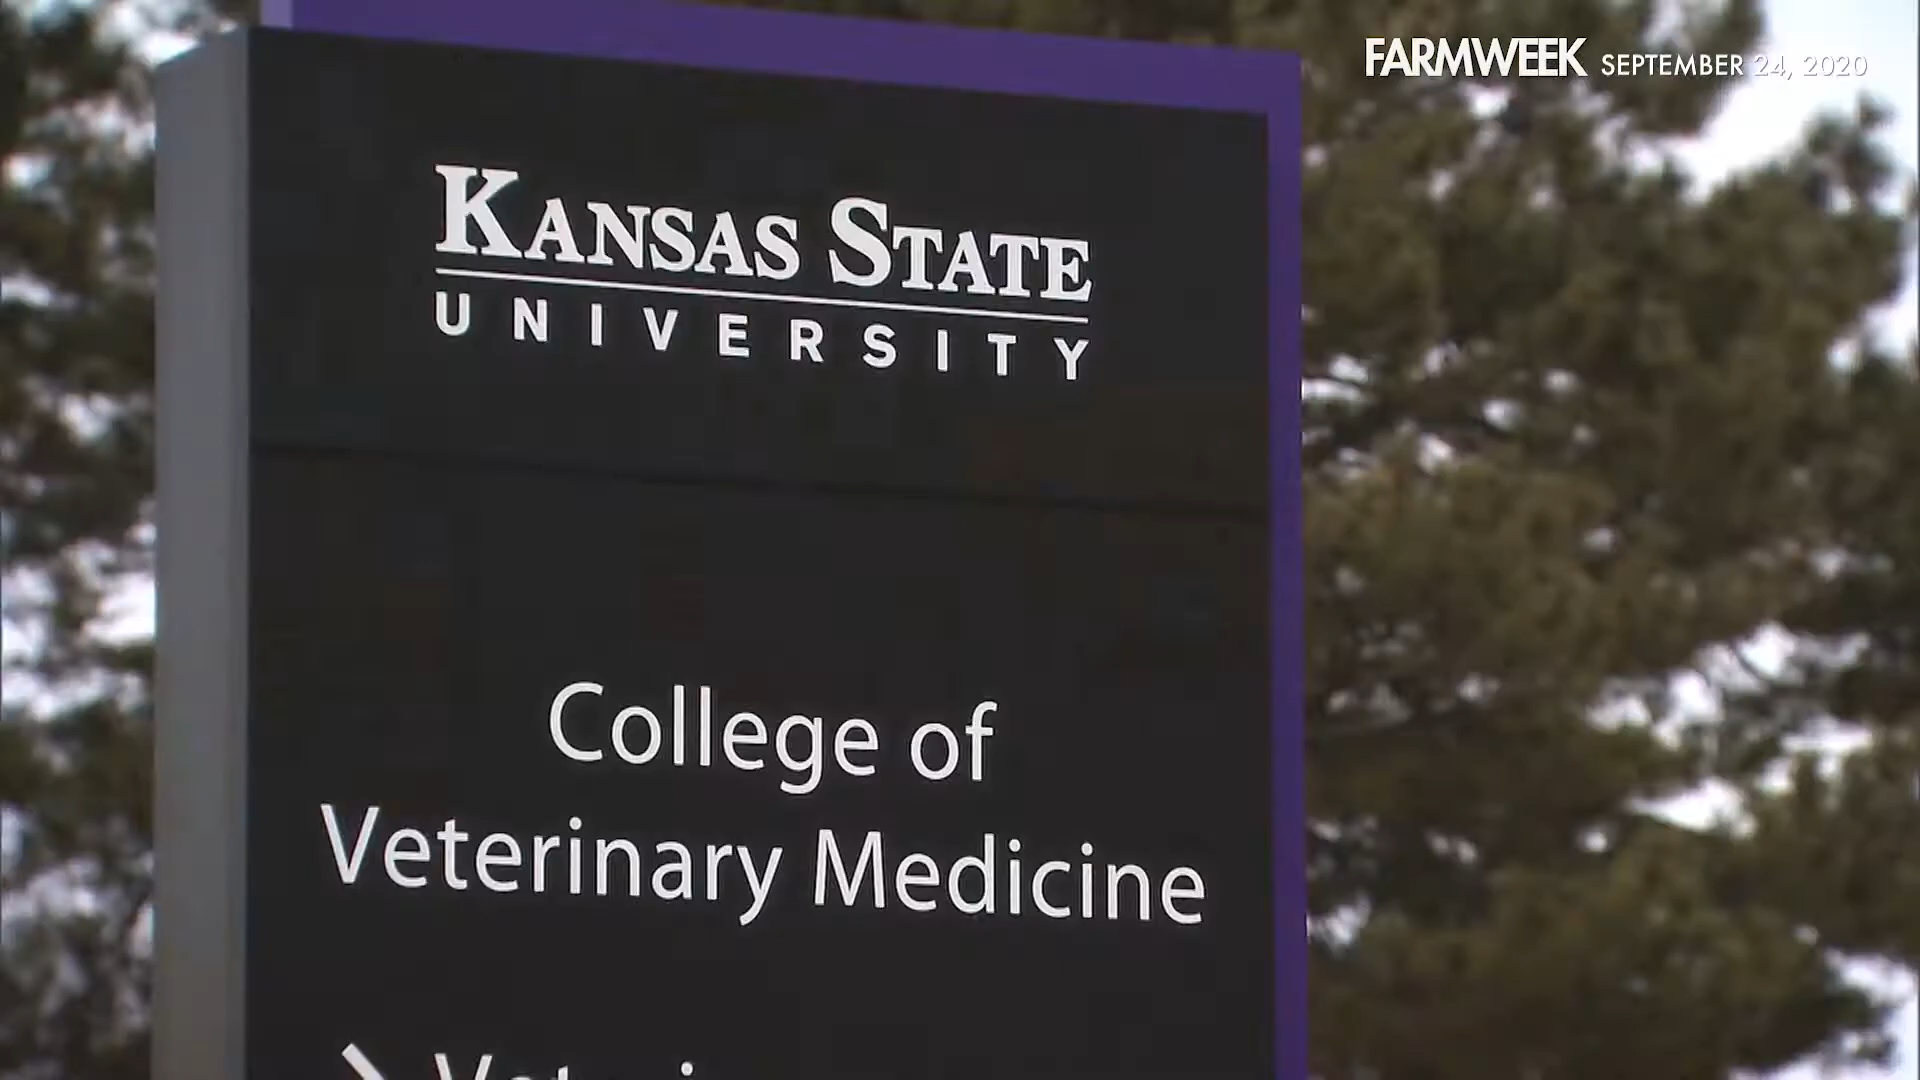 FARMWEEK SEPTEMBER 24, 2020
KANSAS STATE
UNIVERSITY
College of
Veterinary Medicine